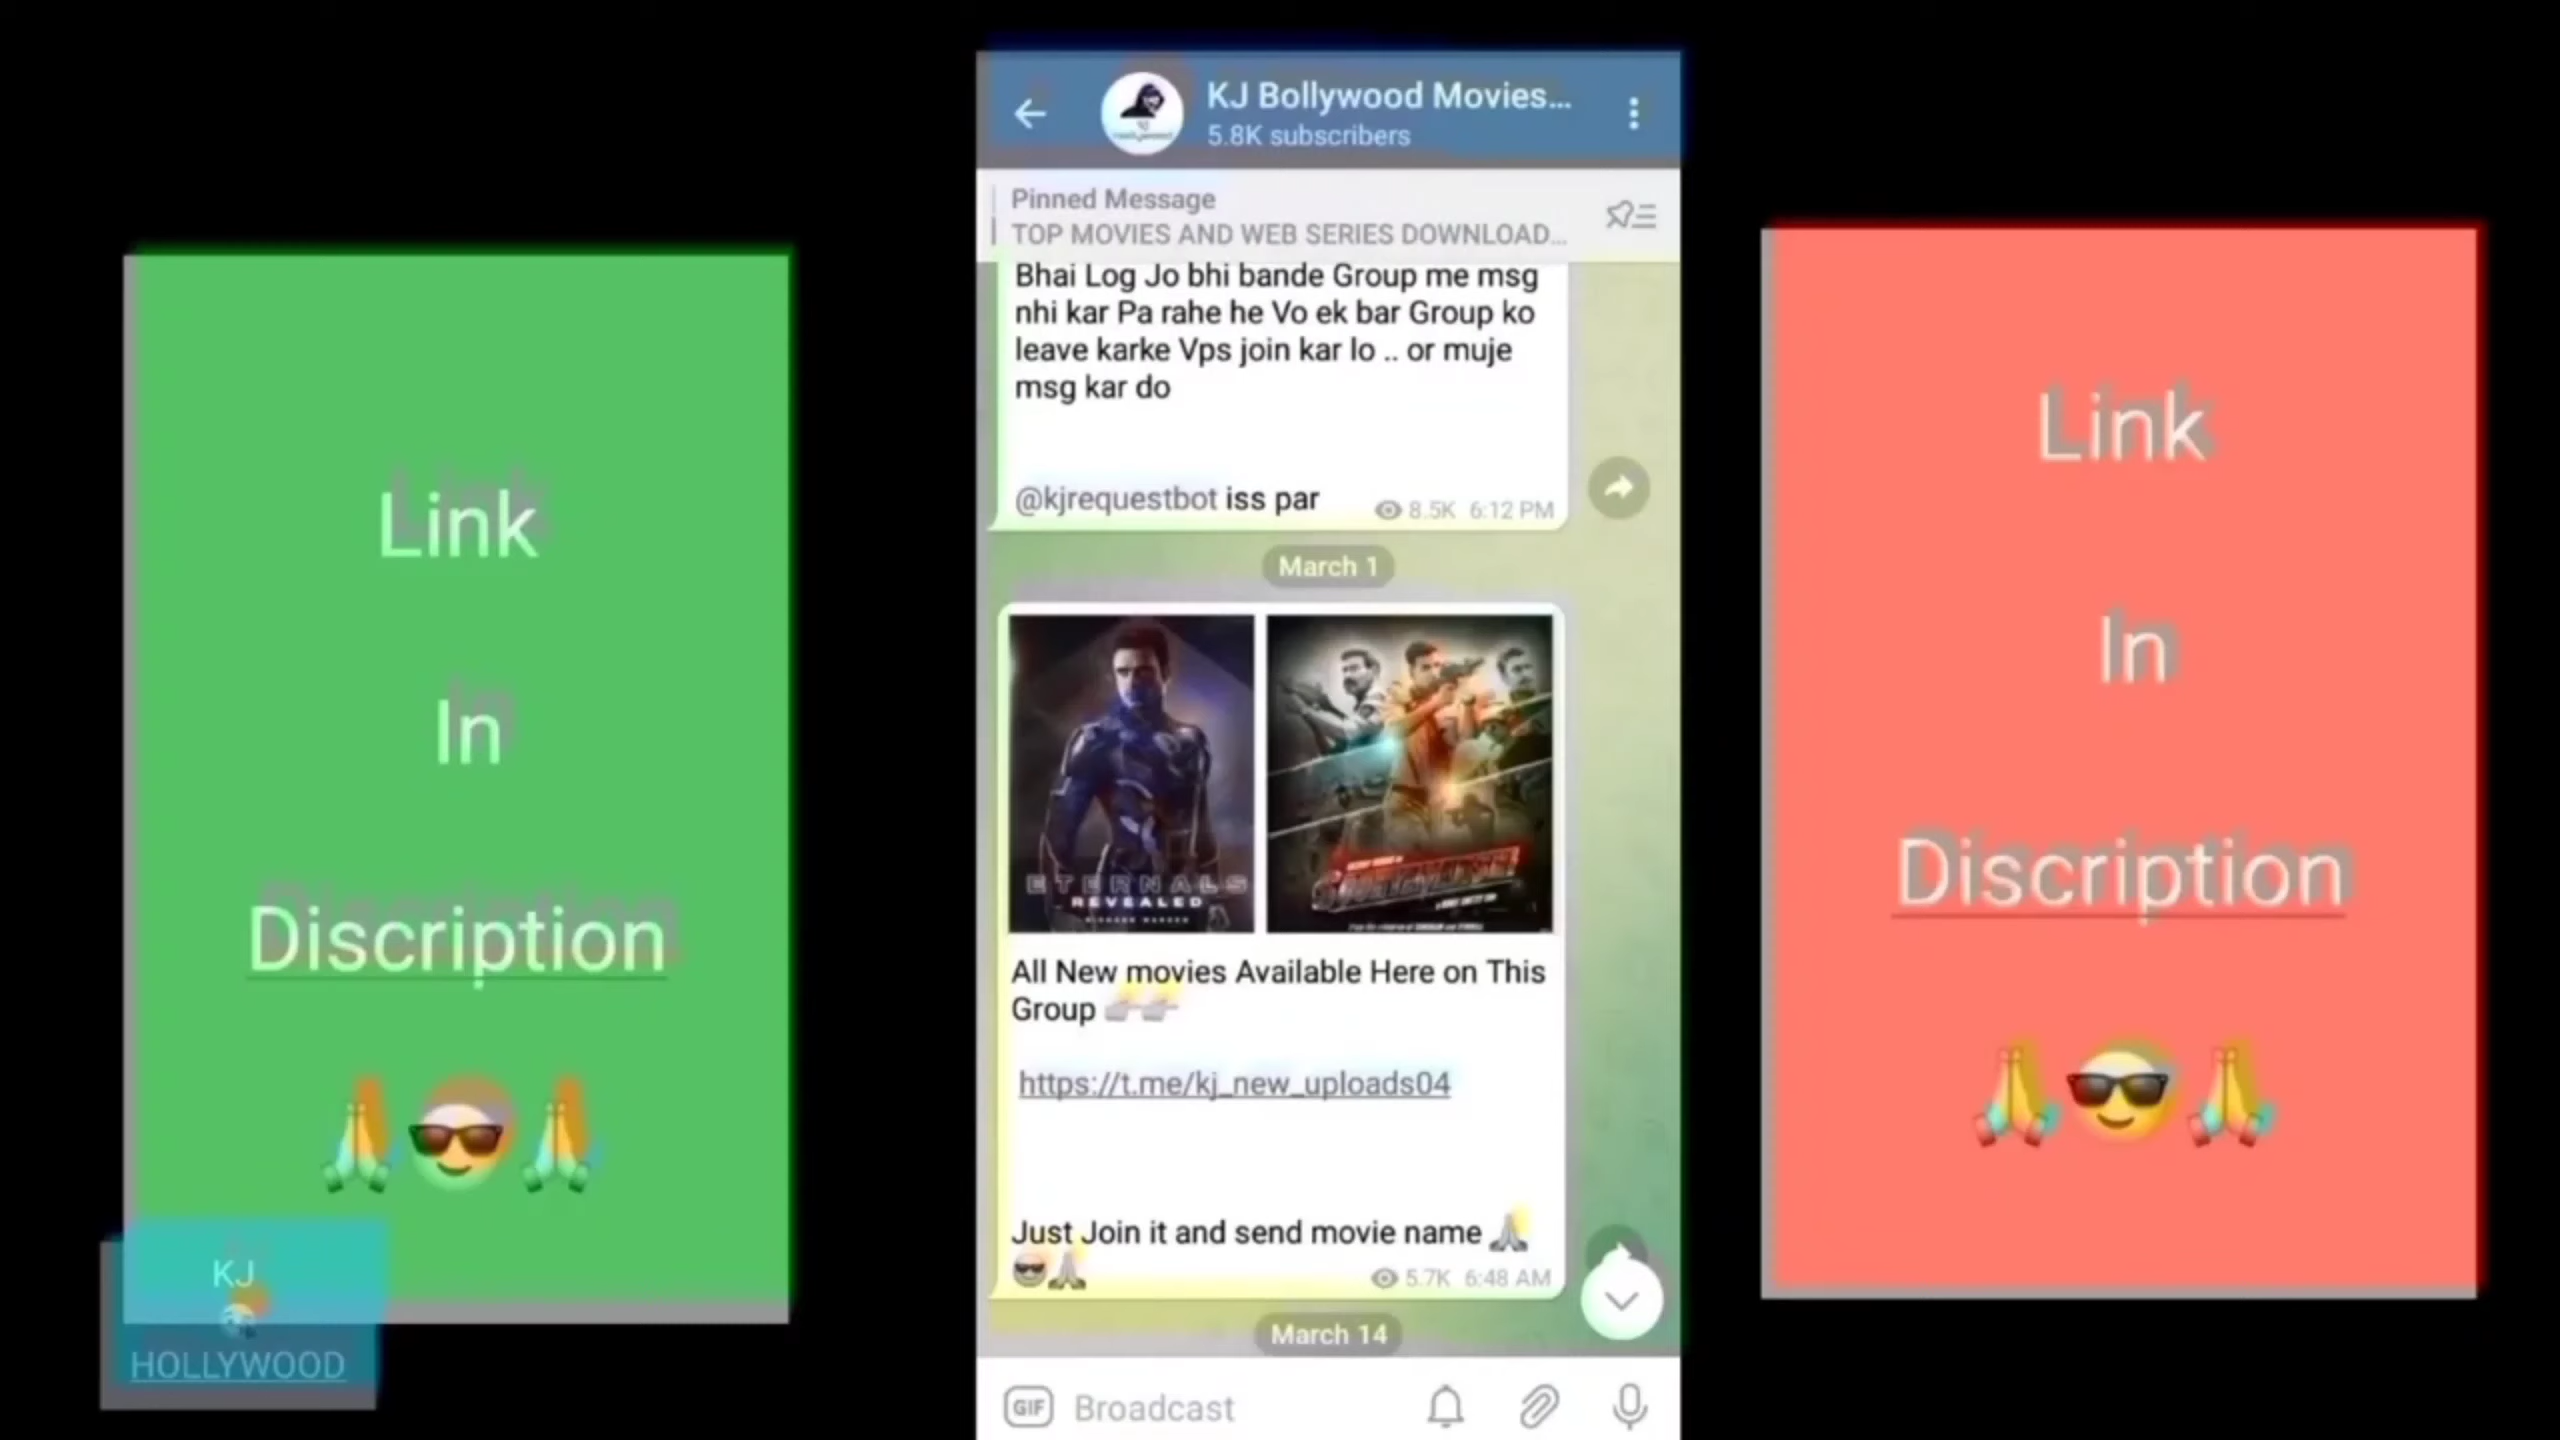 KJ Bollywood Movies...
5.8K subscribers
Pinned Message
TOP MOVIES AND WEB SERIES DOWNLOAD...
Bhai Log Jo bhi bande Group me msg
nhi kar Pa rahe he Vo ek bar Group ko
leave karke Vps join kar lo .. or muje
msg kar do
@kjrequestbot iss par
8.5K 6:12 PM
March 1
ETERNALS
REVEALED
All New movies Available Here on This
Group
https://t.me/kj_new_uploads04
Just Join it and send movie name 🙏
😎🙏
5.7K 6:48 AM
March 14
GIF Broadcast
Link
In
Discription
🙏😎🙏
KJ
HOLLYWOOD
Link
In
Discription
🙏😎🙏